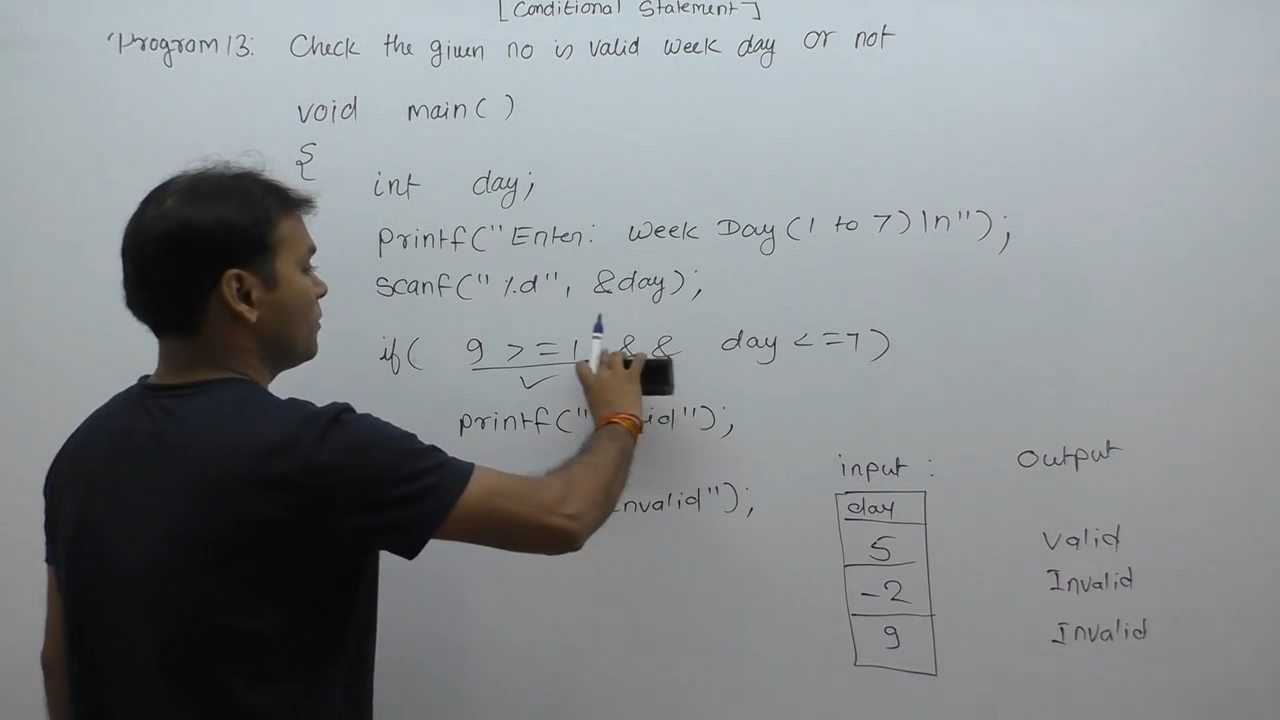 [Conditional Statement]
Program 13: Check the given no is valid week day or not
void main( )
{
int day;
printf("Enter: Week Day (1 to 7) \n");
scanf("%d", &day);
if( 9 >= 1 && day <=7)
printf("
");
");
input : Output
day
5 Valid
-2 Invalid
9 Invalid